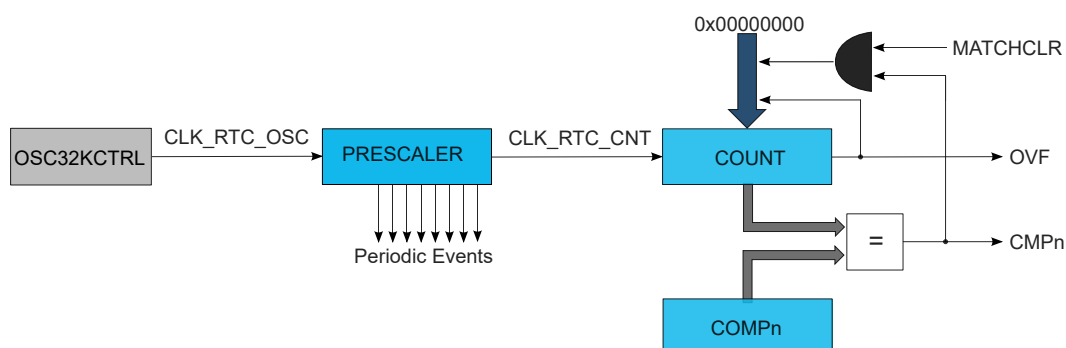 0x00000000
MATCHCLR
OSC32KCTRL
CLK_RTC_OSC
PRESCALER
CLK_RTC_CNT
COUNT
OVF
Periodic Events
=
CMPn
COMPn